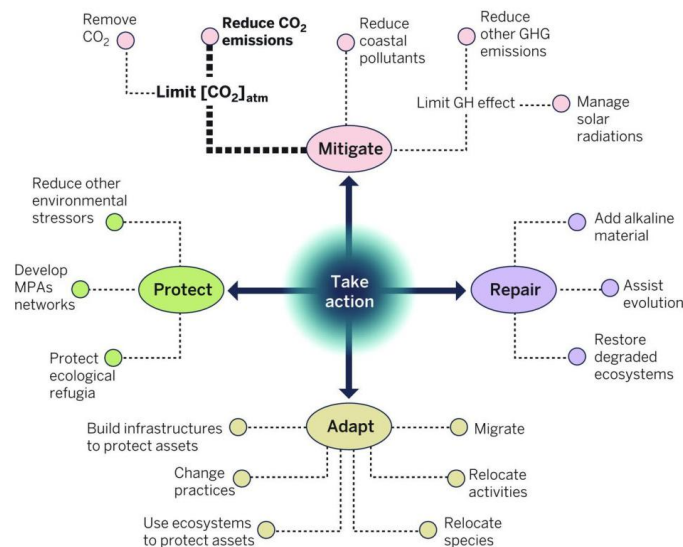 Remove
CO₂
Reduce CO₂
emissions
Reduce
coastal
pollutants
Reduce
other GHG
emissions
Limit [CO₂]atm
Limit GH effect
Manage
solar
radiations
Mitigate
Reduce other
environmental
stressors
Develop
MPAs
networks
Protect
ecological
refugia
Protect
Take
action
Repair
Add alkaline
material
Assist
evolution
Restore
degraded
ecosystems
Adapt
Build infrastructures
to protect assets
Change
practices
Use ecosystems
to protect assets
Migrate
Relocate
activities
Relocate
species